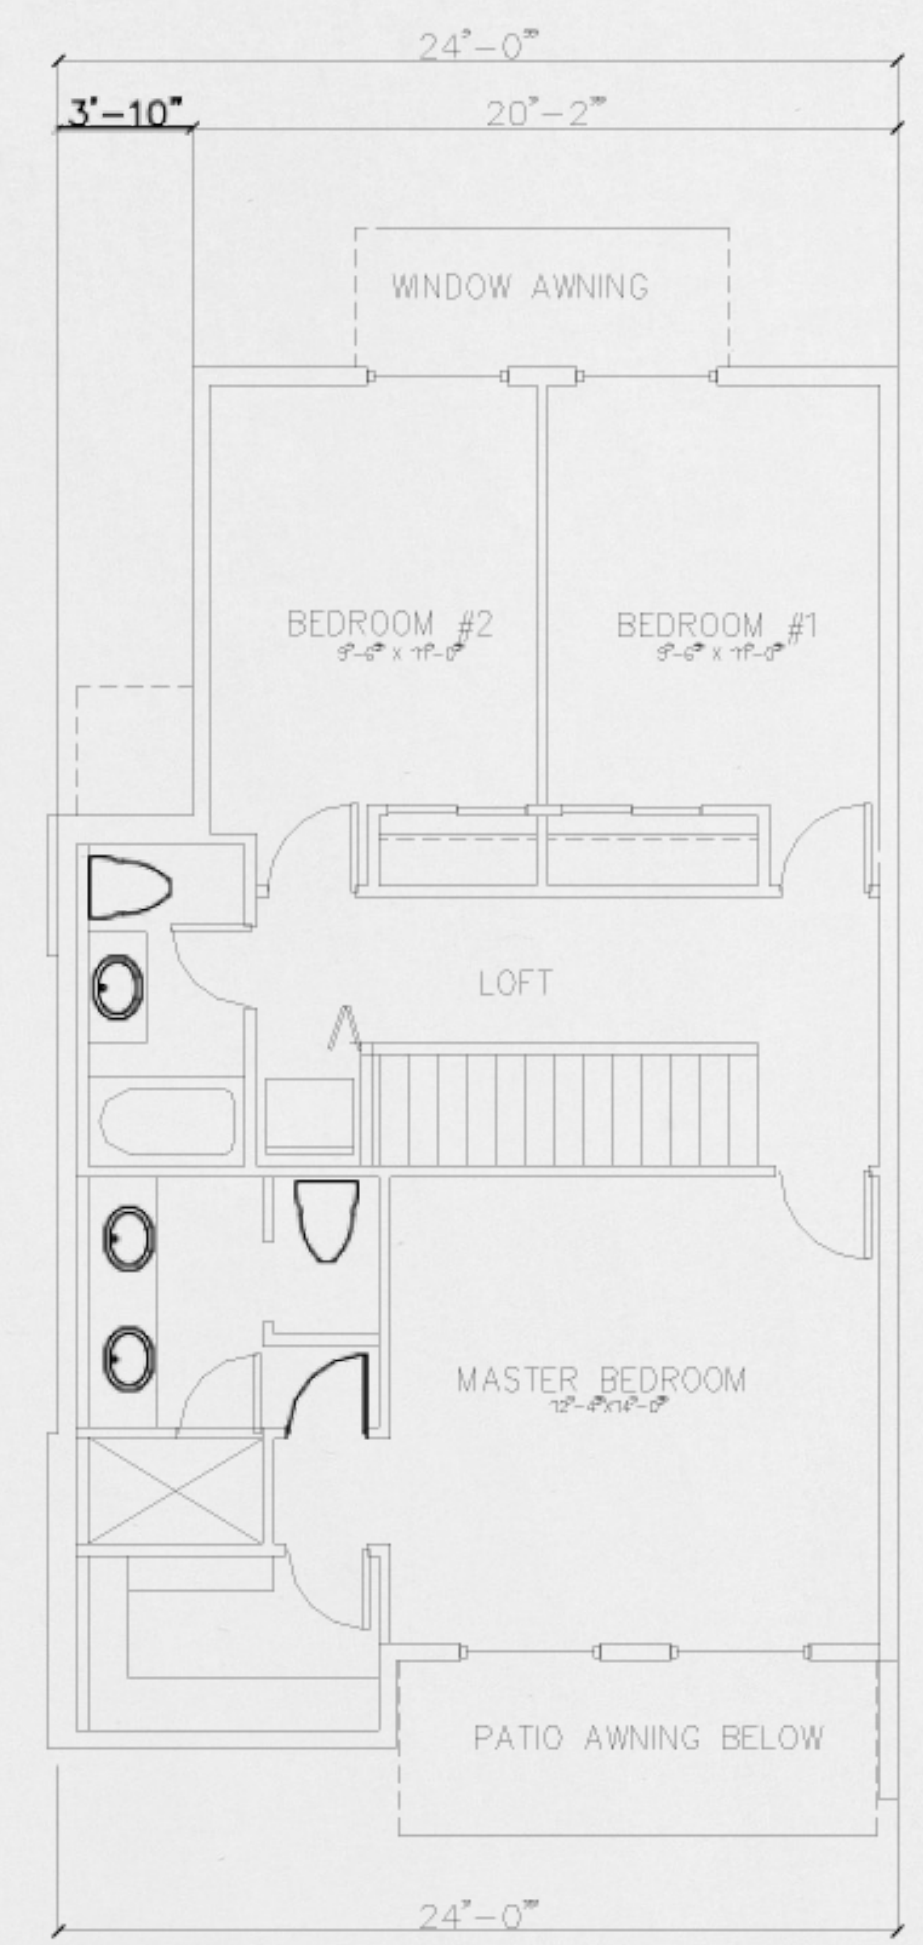 24'-0"
3'-10" 20'-2"
WINDOW AWNING
BEDROOM #2 BEDROOM #1
9'-6" X 11'-0" 9'-6" X 11'-0"
LOFT
MASTER BEDROOM
12'-4"X14'-0"
PATIO AWNING BELOW
24'-0"